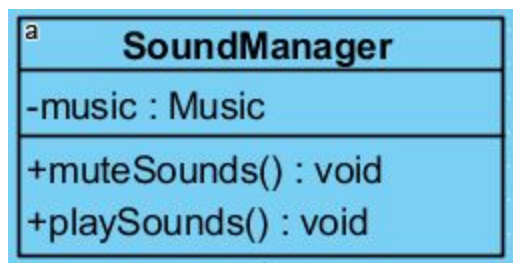 a
SoundManager
-music : Music
+muteSounds() : void
+playSounds() : void